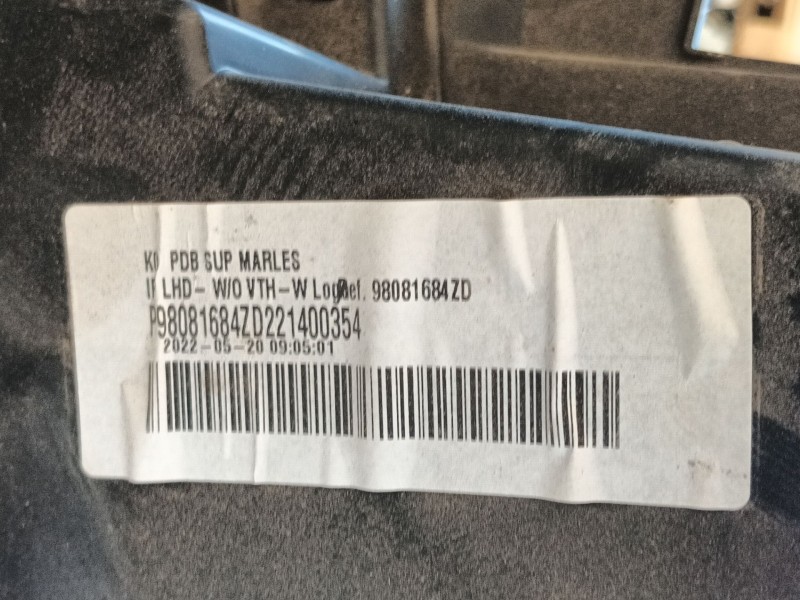 PDB SUP MARLES
LHD- W/O VTH-W 98081684ZD
P98081684ZD221400354
2022-05-20 09:05:01